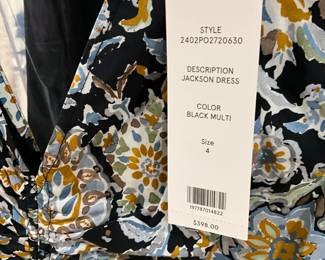 STYLE
2402PO2720630
DESCRIPTION
JACKSON DRESS
COLOR
BLACK MULTI
Size
4
197787014822
$398.00